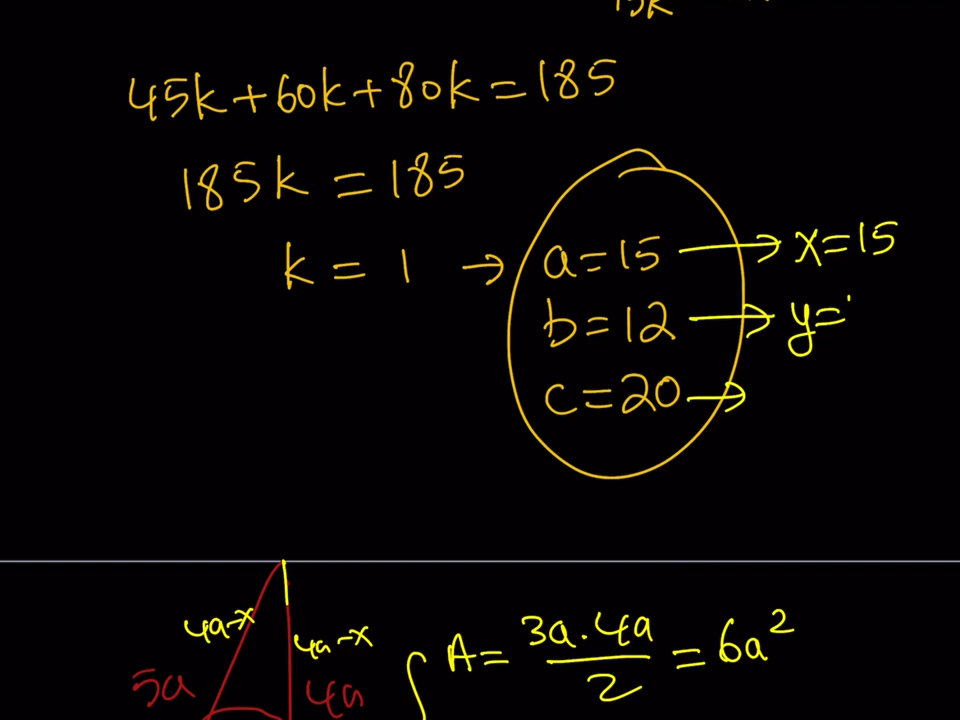 15k
45k+60k+80k=185
185k = 185
k = 1 → a=15 → x=15
b=12 → y=
c=20 →
4a-x 4a-x
5a 4a
A= 3a.4a/2 = 6a²